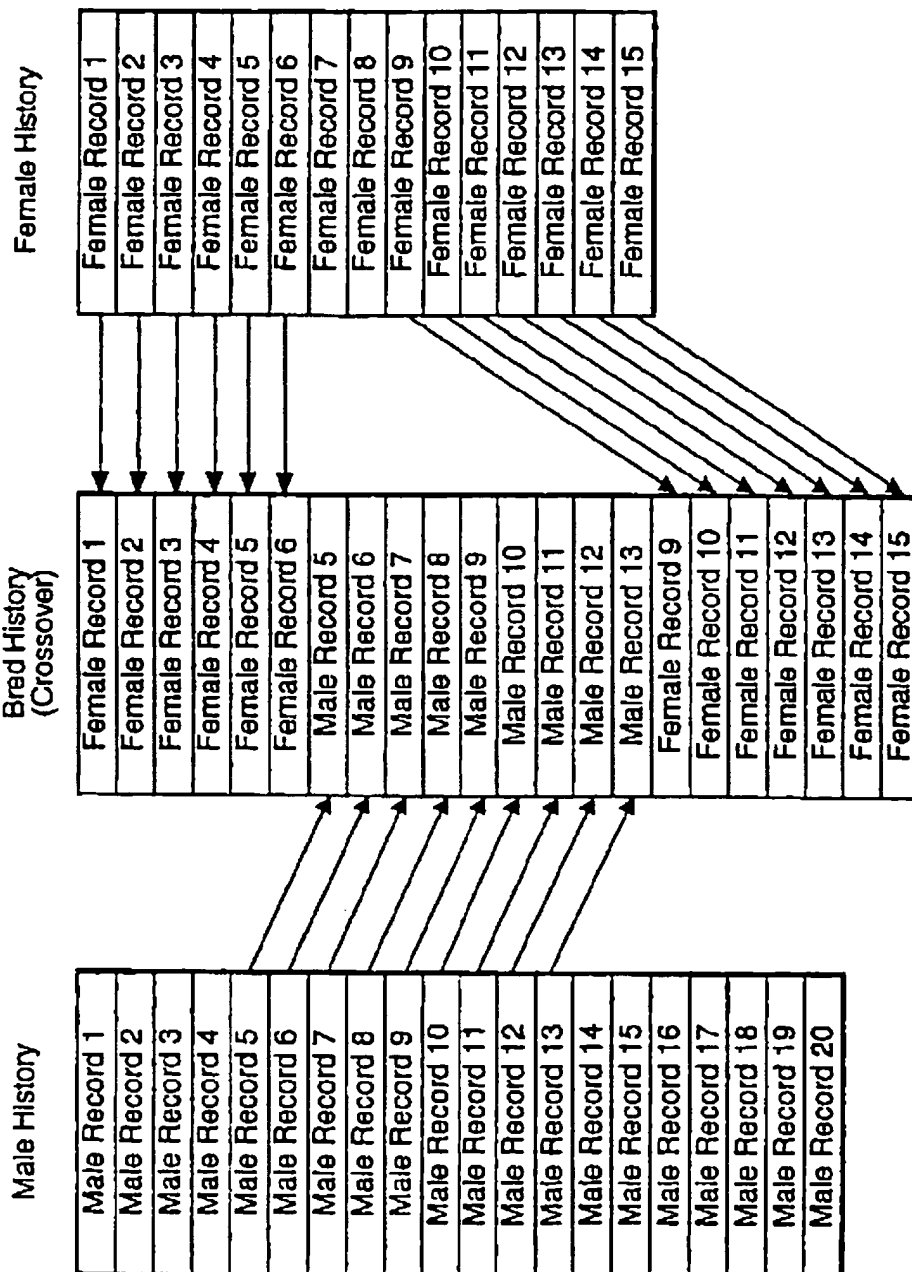 Male History
Male Record 1
Male Record 2
Male Record 3
Male Record 4
Male Record 5
Male Record 6
Male Record 7
Male Record 8
Male Record 9
Male Record 10
Male Record 11
Male Record 12
Male Record 13
Male Record 14
Male Record 15
Male Record 16
Male Record 17
Male Record 18
Male Record 19
Male Record 20
Bred History
(Crossover)
Female Record 1
Female Record 2
Female Record 3
Female Record 4
Female Record 5
Female Record 6
Male Record 5
Male Record 6
Male Record 7
Male Record 8
Male Record 9
Male Record 10
Male Record 11
Male Record 12
Male Record 13
Female Record 9
Female Record 10
Female Record 11
Female Record 12
Female Record 13
Female Record 14
Female Record 15
Female History
Female Record 1
Female Record 2
Female Record 3
Female Record 4
Female Record 5
Female Record 6
Female Record 7
Female Record 8
Female Record 9
Female Record 10
Female Record 11
Female Record 12
Female Record 13
Female Record 14
Female Record 15